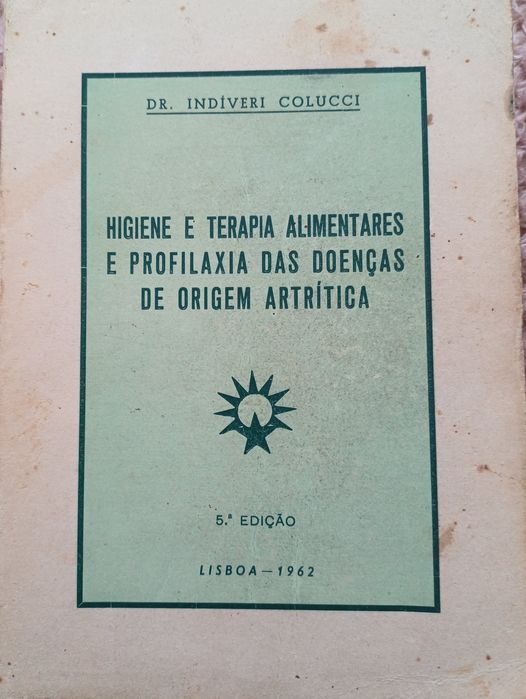 DR. INDÍVERI COLUCCI
HIGIENE E TERAPIA ALIMENTARES
E PROFILAXIA DAS DOENÇAS
DE ORIGEM ARTRÍTICA
5.ª EDIÇÃO
LISBOA — 1962